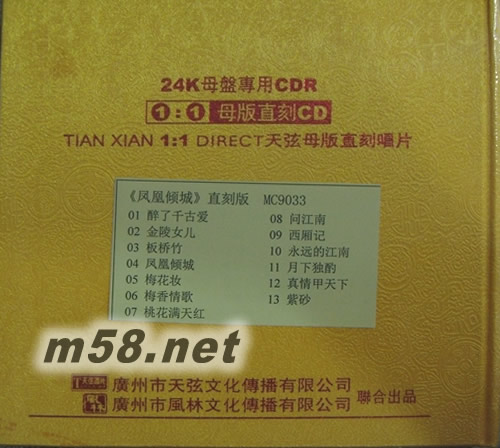 24K母盤專用CDR
1:1 母版直刻CD
TIAN XIAN 1:1 DIRECT天弦母版直刻唱片
《凤凰倾城》直刻版 MC9033
01 醉了千古爱
02 金陵女儿
03 板桥竹
04 凤凰倾城
05 梅花妆
06 梅香情歌
07 桃花满天红
08 问江南
09 西厢记
10 永远的江南
11 月下独酌
12 真情甲天下
13 紫砂
m58.net
廣州市天弦文化傳播有限公司
廣州市風林文化傳播有限公司
聯合出品